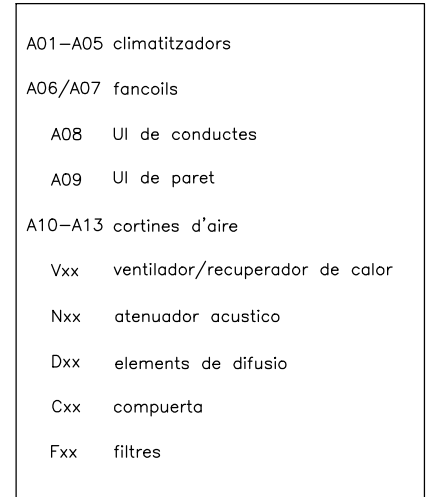 A01-A05 climatitzadors
A06/A07 fancoils
A08 UI de conductes
A09 UI de paret
A10-A13 cortines d'aire
Vxx ventilador/recuperador de calor
Nxx atenuador acustico
Dxx elements de difusio
Cxx compuerta
Fxx filtres